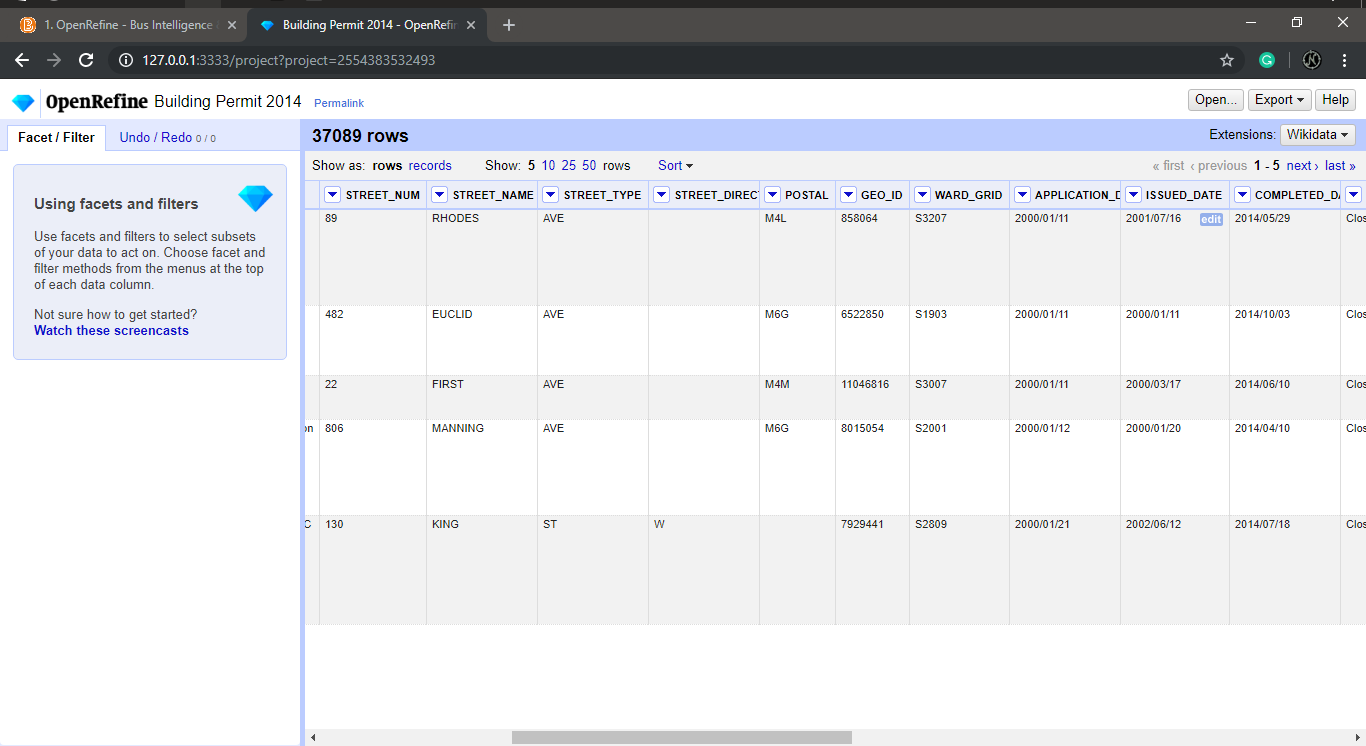 1. OpenRefine - Bus Intelligence &
Building Permit 2014 - OpenRefin
127.0.0.1:3333/project?project=2554383532493
OpenRefine Building Permit 2014 Permalink
Open... Export Help
Facet / Filter Undo / Redo 0 / 0
37089 rows
Extensions: Wikidata
Show as: rows records Show: 5 10 25 50 rows Sort
« first ‹ previous 1 - 5 next › last »
Using facets and filters
Use facets and filters to select subsets
of your data to act on. Choose facet and
filter methods from the menus at the top
of each data column.
Not sure how to get started?
Watch these screencasts
STREET_NUM STREET_NAME STREET_TYPE STREET_DIREC POSTAL GEO_ID WARD_GRID APPLICATION_D ISSUED_DATE COMPLETED_DA
89 RHODES AVE M4L 858064 S3207 2000/01/11 2001/07/16 edit 2014/05/29 Clos
482 EUCLID AVE M6G 6522850 S1903 2000/01/11 2000/01/11 2014/10/03 Clos
22 FIRST AVE M4M 11046816 S3007 2000/01/11 2000/03/17 2014/06/10 Clos
on 806 MANNING AVE M6G 8015054 S2001 2000/01/12 2000/01/20 2014/04/10 Clos
C 130 KING ST W 7929441 S2809 2000/01/21 2002/06/12 2014/07/18 Clos